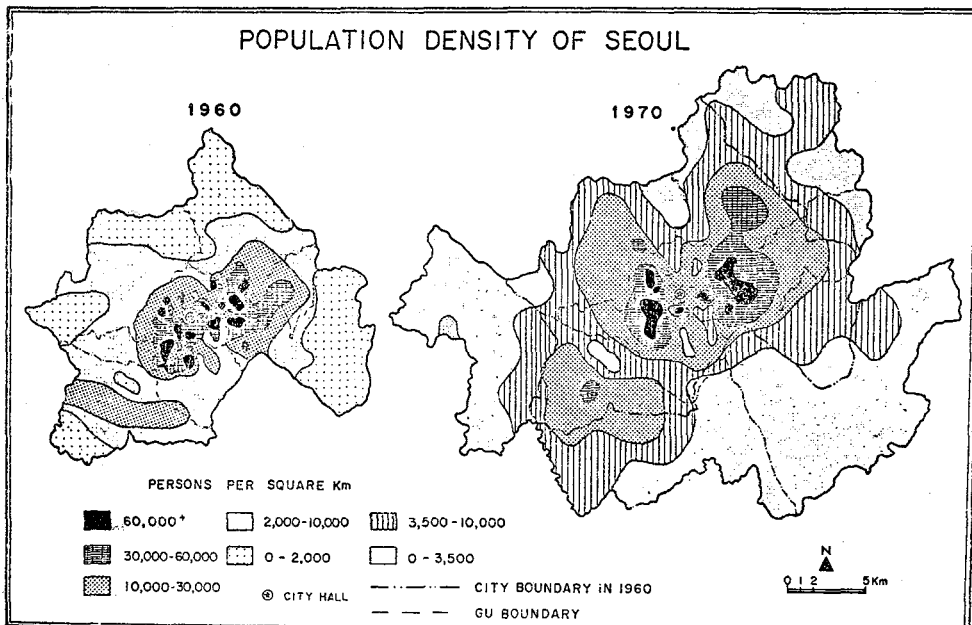 POPULATION DENSITY OF SEOUL
1960
1970
PERSONS PER SQUARE Km
60,000+
2,000-10,000
3,500-10,000
30,000-60,000
0-2,000
0-3,500
10,000-30,000
CITY HALL
CITY BOUNDARY iN 1960
GU BOUNDARY
N
0 1 2 5Km